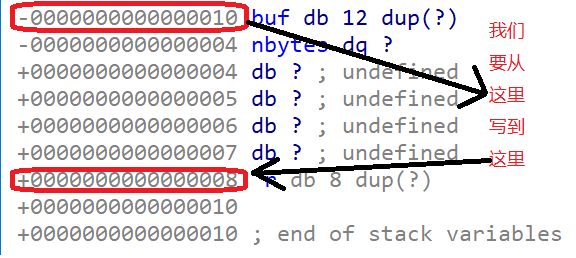 -0000000000000010 buf db 12 dup(?)
-0000000000000004 nbytes dq ?
+0000000000000004 db ? ; undefined
+0000000000000005 db ? ; undefined
+0000000000000006 db ? ; undefined
+0000000000000007 db ? ; undefined
+0000000000000008 db 8 dup(?)
+0000000000000010
+0000000000000010 ; end of stack variables
我们
要从
这里
写到
这里